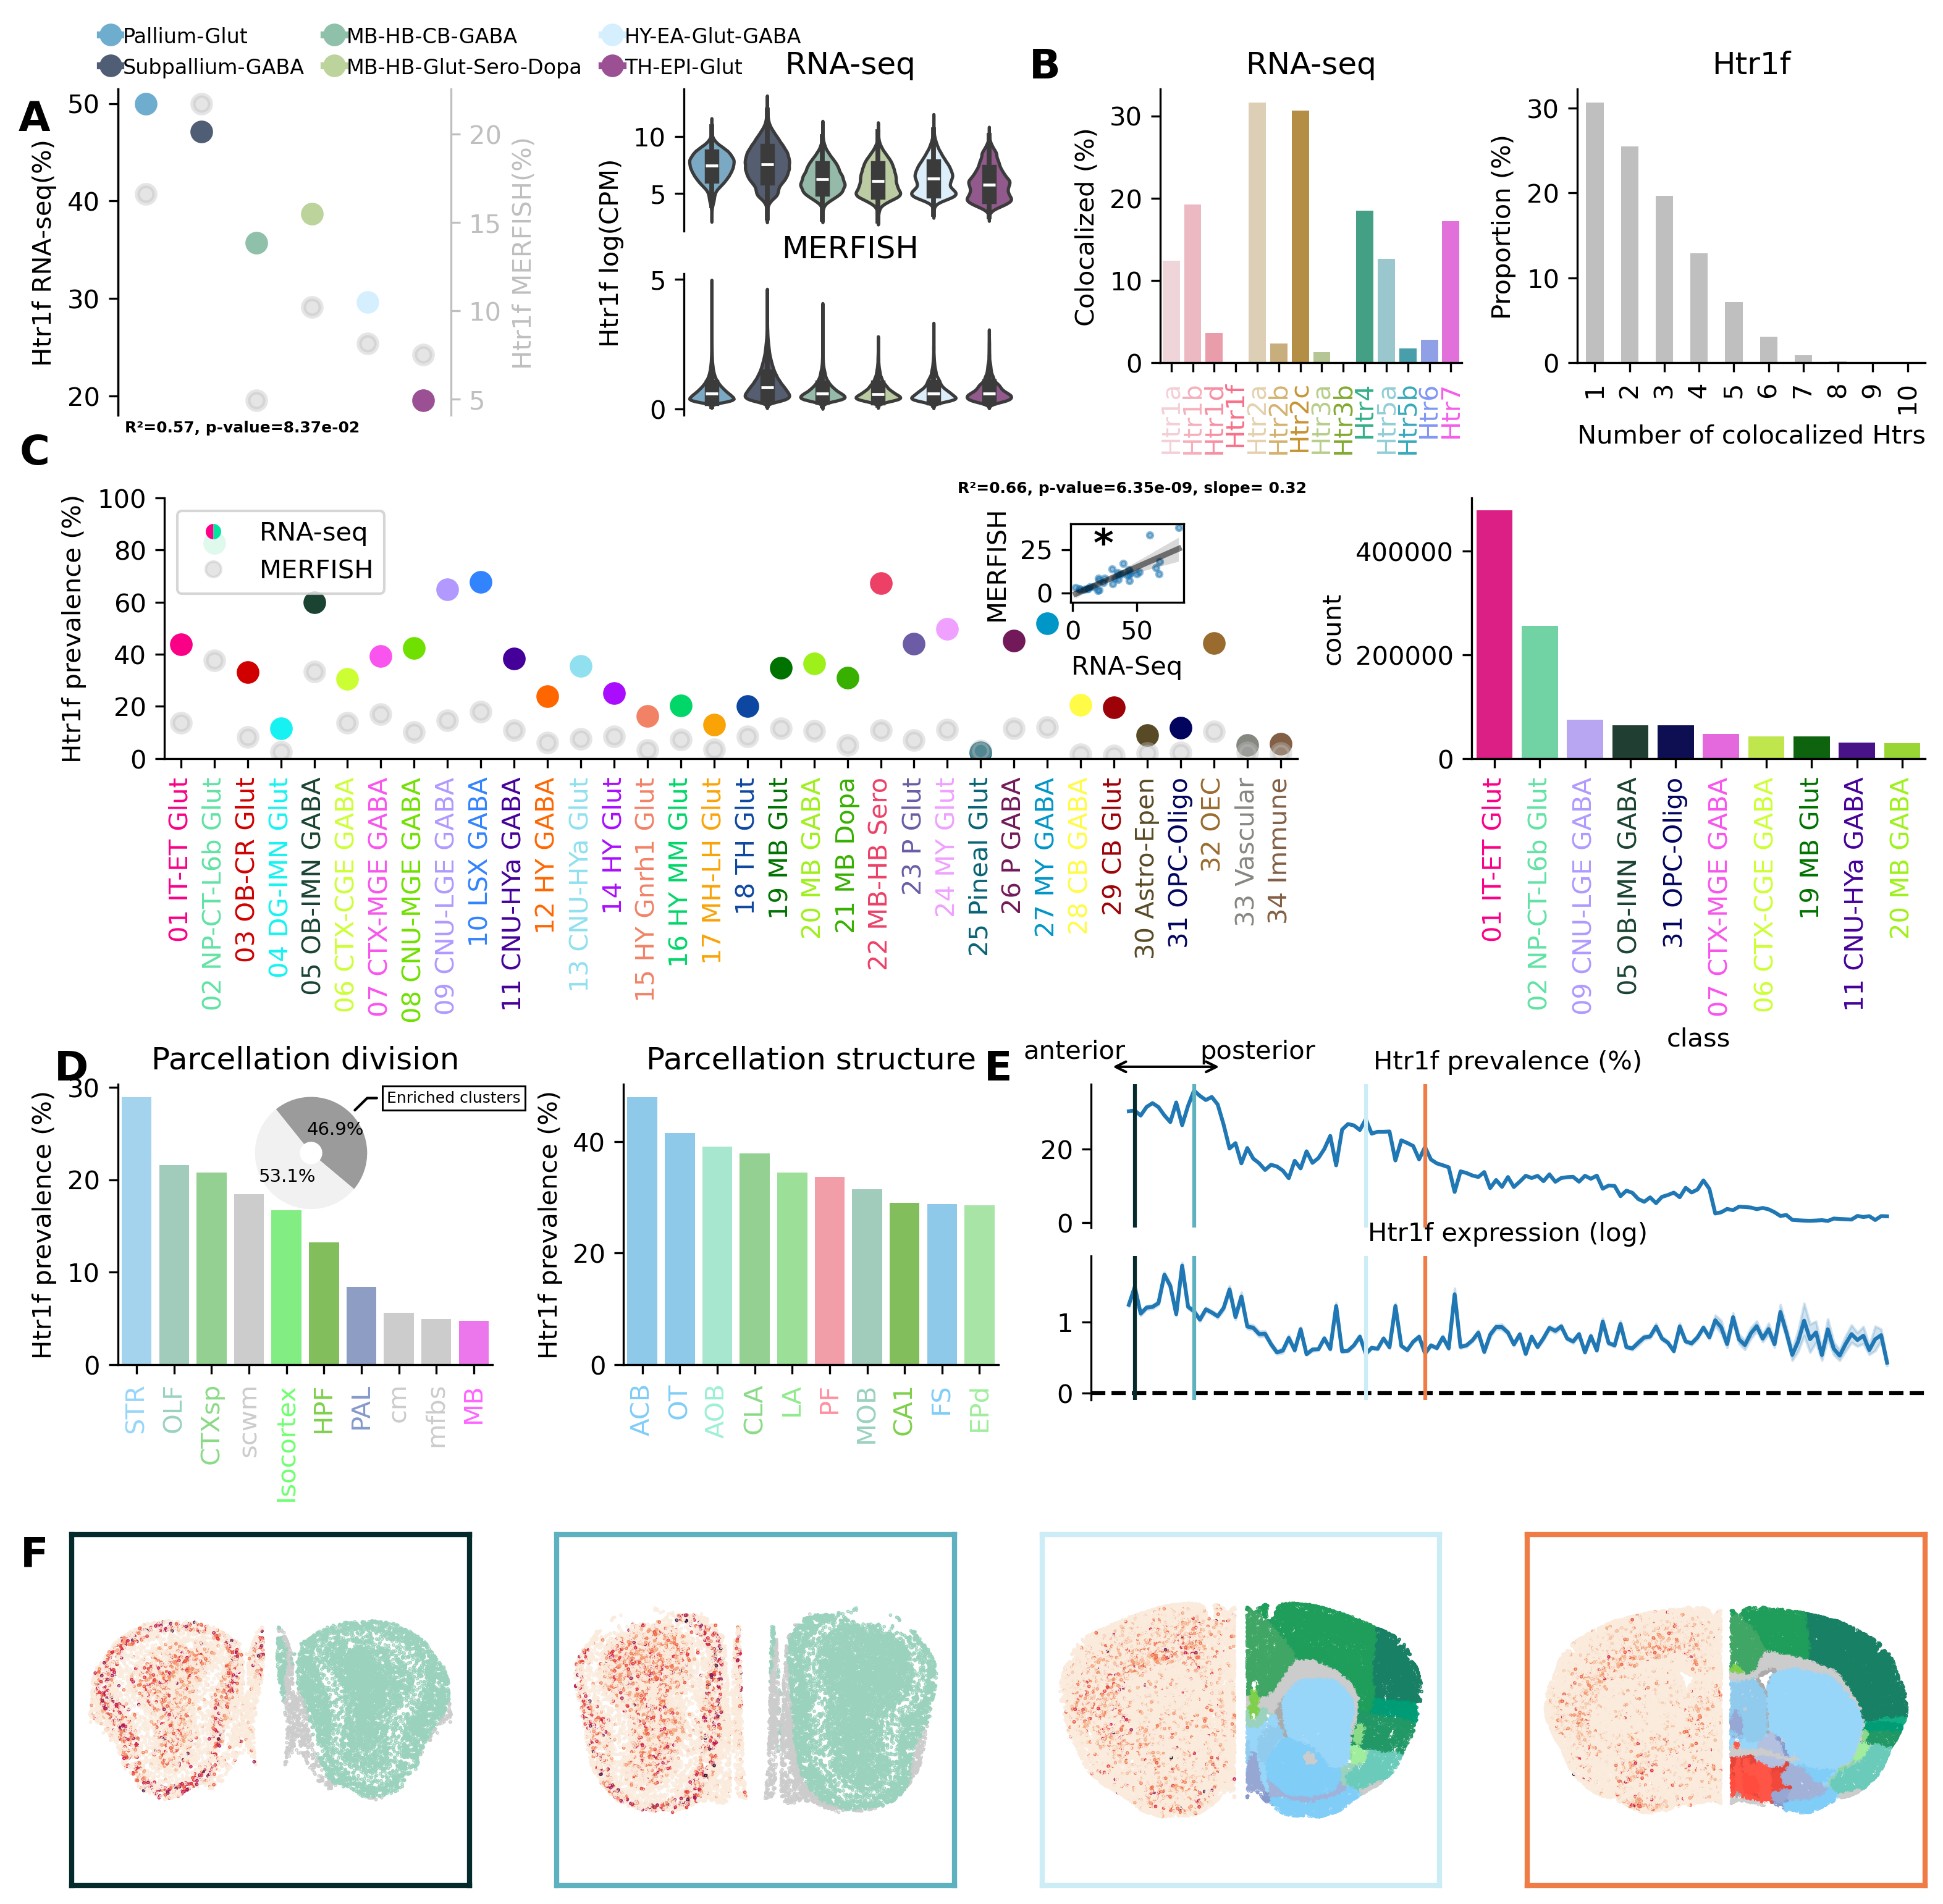 Pallium-Glut
Subpallium-GABA
MB-HB-CB-GABA
MB-HB-Glut-Sero-Dopa
HY-EA-Glut-GABA
TH-EPI-Glut
A
Htr1f RNA-seq(%)
50
40
30
20
Htr1f MERFISH(%)
20
15
10
5
R²=0.57, p-value=8.37e-02
RNA-seq
Htr1f log(CPM)
10
5
MERFISH
5
0
B
RNA-seq
Colocalized (%)
30
20
10
0
Htr1a
Htr1b
Htr1d
Htr1f
Htr2a
Htr2b
Htr2c
Htr3a
Htr3b
Htr4
Htr5a
Htr5b
Htr6
Htr7
Htr1f
Proportion (%)
30
20
10
0
1
2
3
4
5
6
7
8
9
10
Number of colocalized Htrs
C
Htr1f prevalence (%)
100
80
60
40
20
0
RNA-seq
MERFISH
R²=0.66, p-value=6.35e-09, slope= 0.32
MERFISH
25
0
*
0
50
RNA-Seq
01 IT-ET Glut
02 NP-CT-L6b Glut
03 OB-CR Glut
04 DG-IMN Glut
05 OB-IMN GABA
06 CTX-CGE GABA
07 CTX-MGE GABA
08 CNU-MGE GABA
09 CNU-LGE GABA
10 LSX GABA
11 CNU-HYa GABA
12 HY GABA
13 CNU-HYa Glut
14 HY Glut
15 HY Gnrh1 Glut
16 HY MM Glut
17 MH-LH Glut
18 TH Glut
19 MB Glut
20 MB GABA
21 MB Dopa
22 MB-HB Sero
23 P Glut
24 MY Glut
25 Pineal Glut
26 P GABA
27 MY GABA
28 CB GABA
29 CB Glut
30 Astro-Epen
31 OPC-Oligo
32 OEC
33 Vascular
34 Immune
count
400000
200000
0
01 IT-ET Glut
02 NP-CT-L6b Glut
09 CNU-LGE GABA
05 OB-IMN GABA
31 OPC-Oligo
07 CTX-MGE GABA
06 CTX-CGE GABA
19 MB Glut
11 CNU-HYa GABA
20 MB GABA
class
D
Parcellation division
Htr1f prevalence (%)
30
20
10
0
Enriched clusters
46.9%
53.1%
STR
OLF
CTXsp
scwm
Isocortex
HPF
PAL
cm
mfbs
MB
Parcellation structure
Htr1f prevalence (%)
40
20
0
ACB
OT
AOB
CLA
LA
PF
MOB
CA1
FS
EPd
E
anterior
posterior
Htr1f prevalence (%)
20
0
Htr1f expression (log)
1
0
F